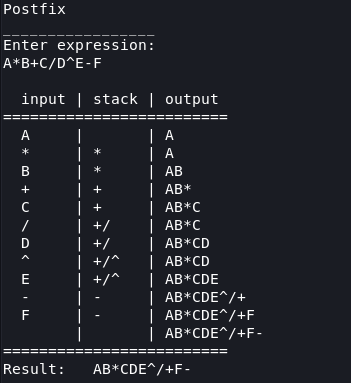 Postfix
_________________
Enter expression:
A*B+C/D^E-F
input | stack | output
=========================
A | | A
* | * | A
B | * | AB
+ | + | AB*
C | + | AB*C
/ | +/ | AB*C
D | +/ | AB*CD
^ | +/^ | AB*CD
E | +/^ | AB*CDE
- | - | AB*CDE^/+
F | - | AB*CDE^/+F
| | AB*CDE^/+F-
=========================
Result: AB*CDE^/+F-